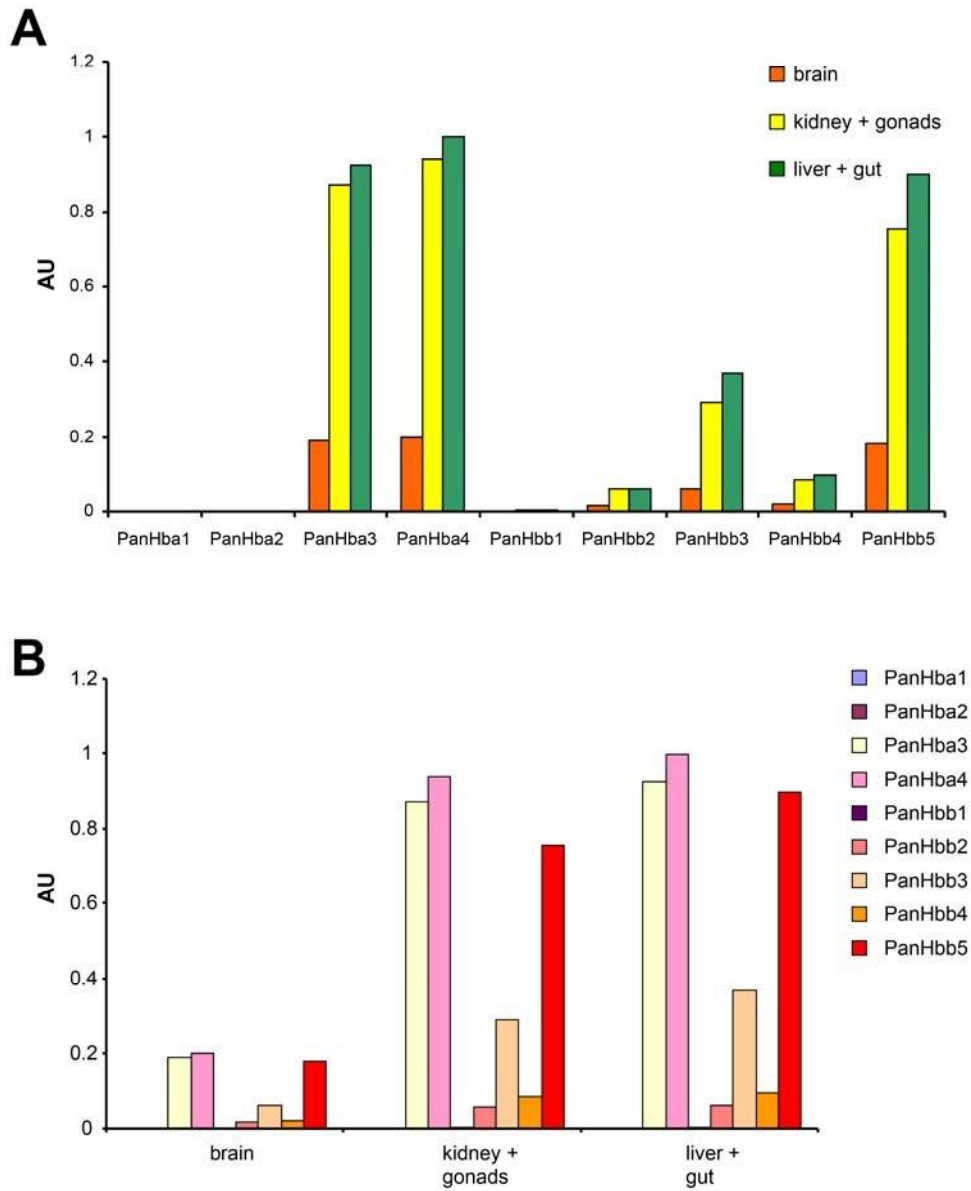 A
1.2
1
0.8
0.6
0.4
0.2
0
AU
brain
kidney + gonads
liver + gut
PanHba1 PanHba2 PanHba3 PanHba4 PanHbb1 PanHbb2 PanHbb3 PanHbb4 PanHbb5
B
1.2
1
0.8
0.6
0.4
0.2
0
AU
PanHba1
PanHba2
PanHba3
PanHba4
PanHbb1
PanHbb2
PanHbb3
PanHbb4
PanHbb5
brain
kidney +
gonads
liver +
gut